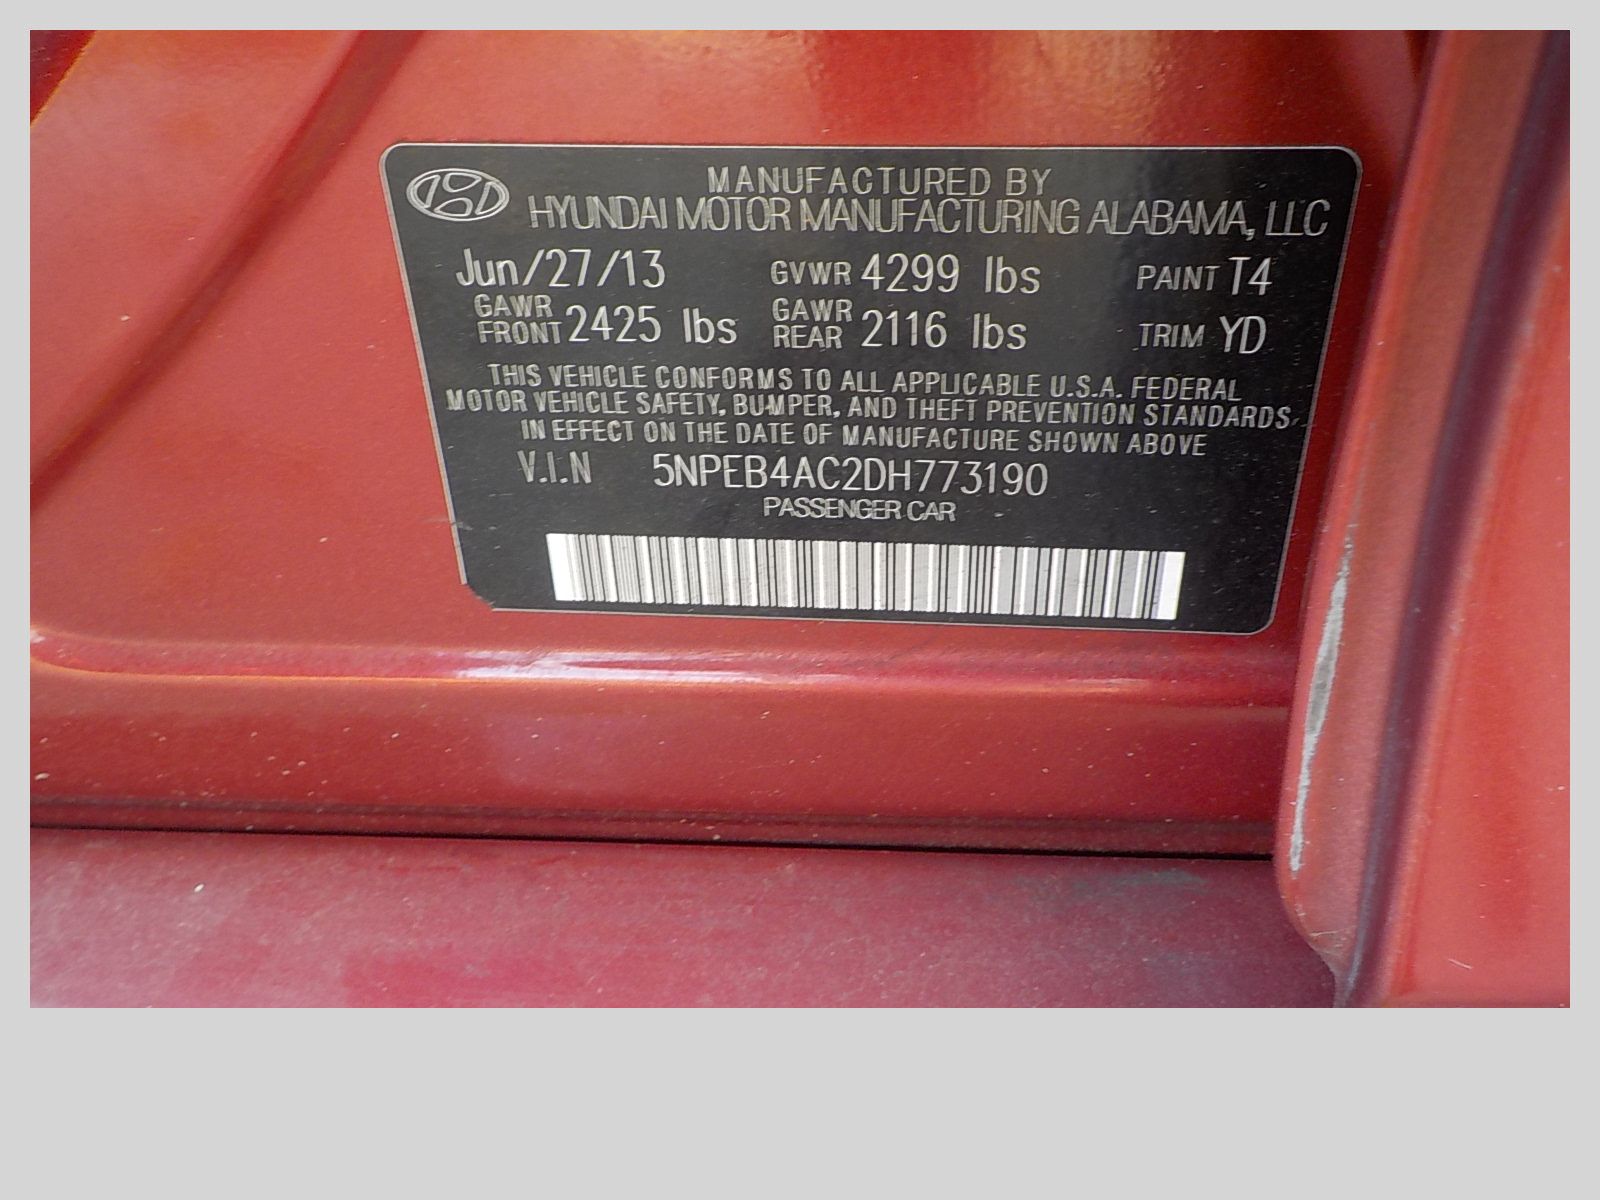 MANUFACTURED BY
HYUNDAI MOTOR MANUFACTURING ALABAMA, LLC
Jun/27/13 GVWR 4299 lbs PAINT T4
GAWR FRONT 2425 lbs GAWR REAR 2116 lbs TRIM YD
THIS VEHICLE CONFORMS TO ALL APPLICABLE U.S.A. FEDERAL
MOTOR VEHICLE SAFETY, BUMPER, AND THEFT PREVENTION STANDARDS,
IN EFFECT ON THE DATE OF MANUFACTURE SHOWN ABOVE
V.I.N 5NPEB4AC2DH773190
PASSENGER CAR